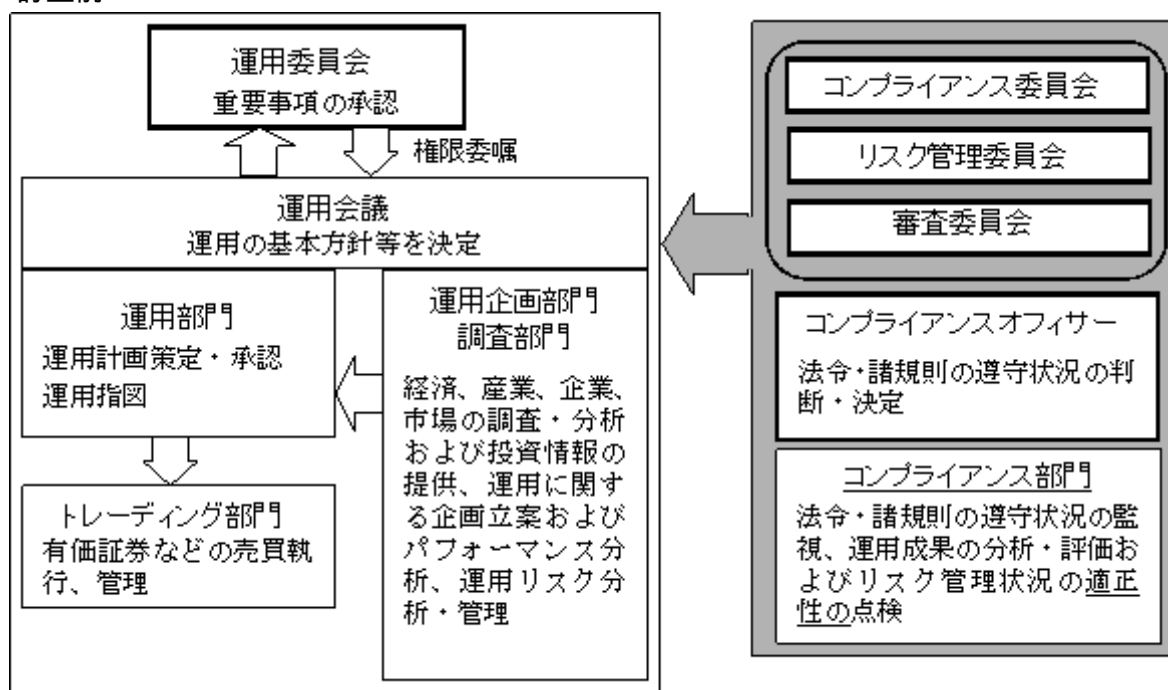 運用委員会
重要事項の承認
権限委嘱
運用会議
運用の基本方針等を決定
運用部門
運用計画策定・承認
運用指図
運用企画部門
調査部門
経済、産業、企業、
市場の調査・分析
および投資情報の
提供、運用に関す
る企画立案および
パフォーマンス分
析、運用リスク分
析・管理
トレーディング部門
有価証券などの売買執
行、管理
コンプライアンス委員会
リスク管理委員会
審査委員会
コンプライアンスオフィサー
法令・諸規則の遵守状況の判
断・決定
コンプライアンス部門
法令・諸規則の遵守状況の監
視、運用成果の分析・評価お
よびリスク管理状況の適正
性の点検